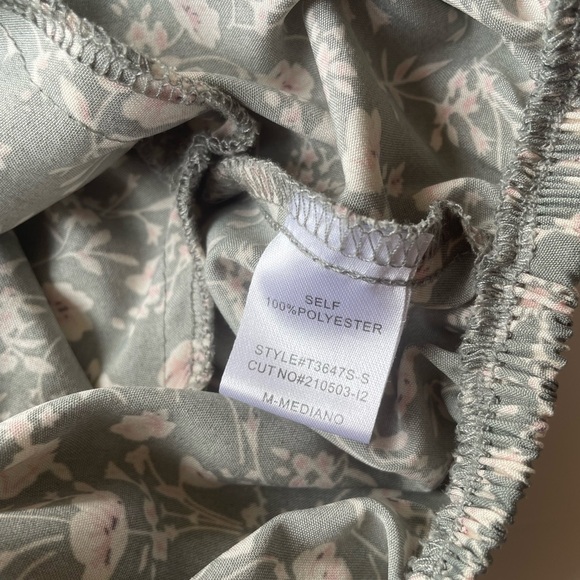 SELF
100%POLYESTER
STYLE#T3647S-S
CUT NO#210503-I2
M-MEDIANO